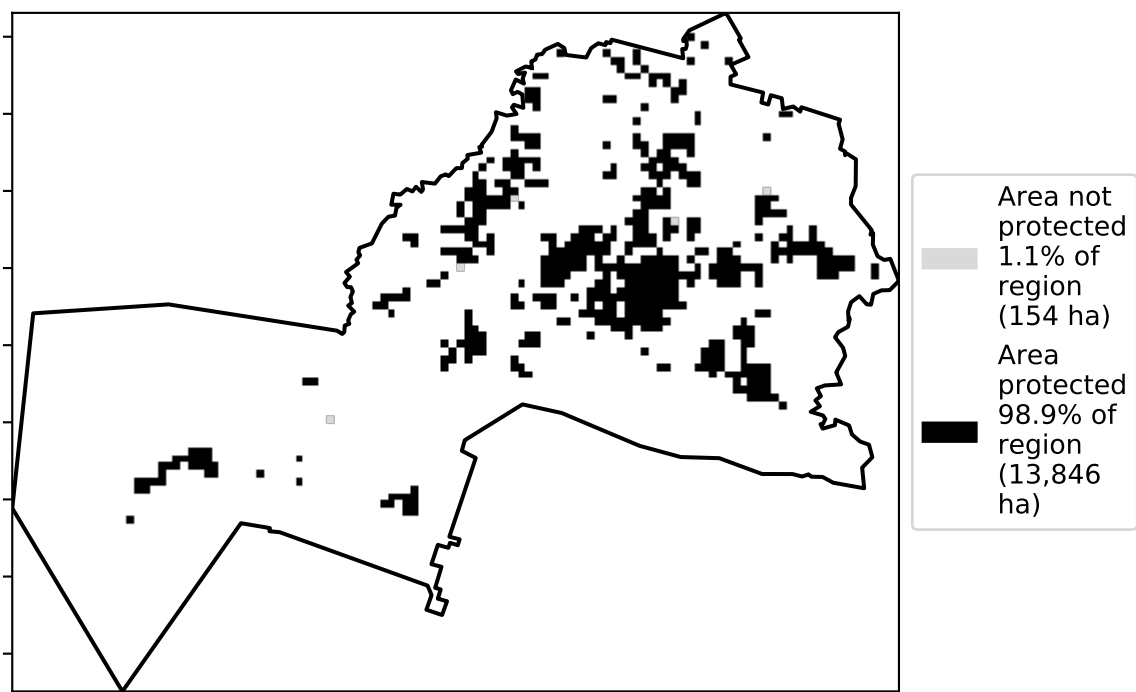 Area not
protected
1.1% of
region
(154 ha)
Area
protected
98.9% of
region
(13,846
ha)